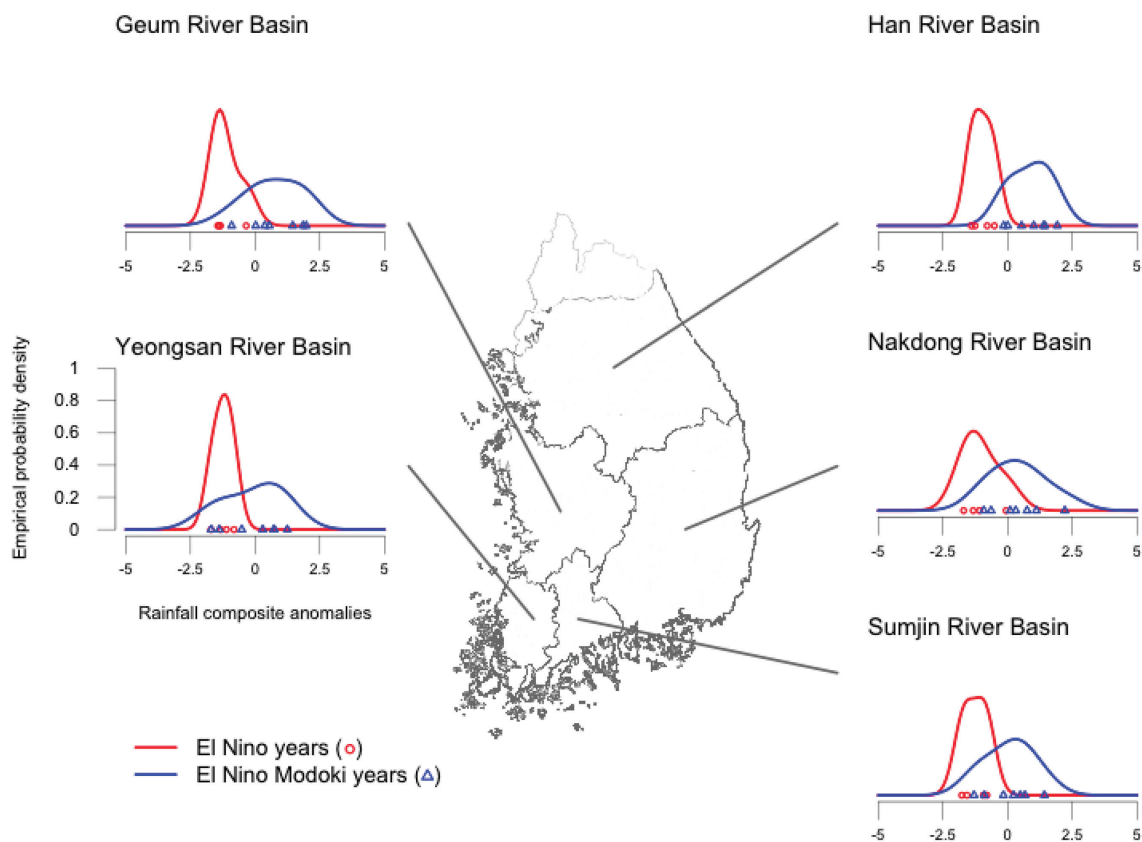 Geum River Basin
-5 -2.5 0 2.5 5
Han River Basin
-5 -2.5 0 2.5 5
Yeongsan River Basin
Empirical probability density
1
0.8
0.6
0.4
0.2
0
-5 -2.5 0 2.5 5
Rainfall composite anomalies
Nakdong River Basin
-5 -2.5 0 2.5 5
Sumjin River Basin
-5 -2.5 0 2.5 5
El Nino years (o)
El Nino Modoki years (△)